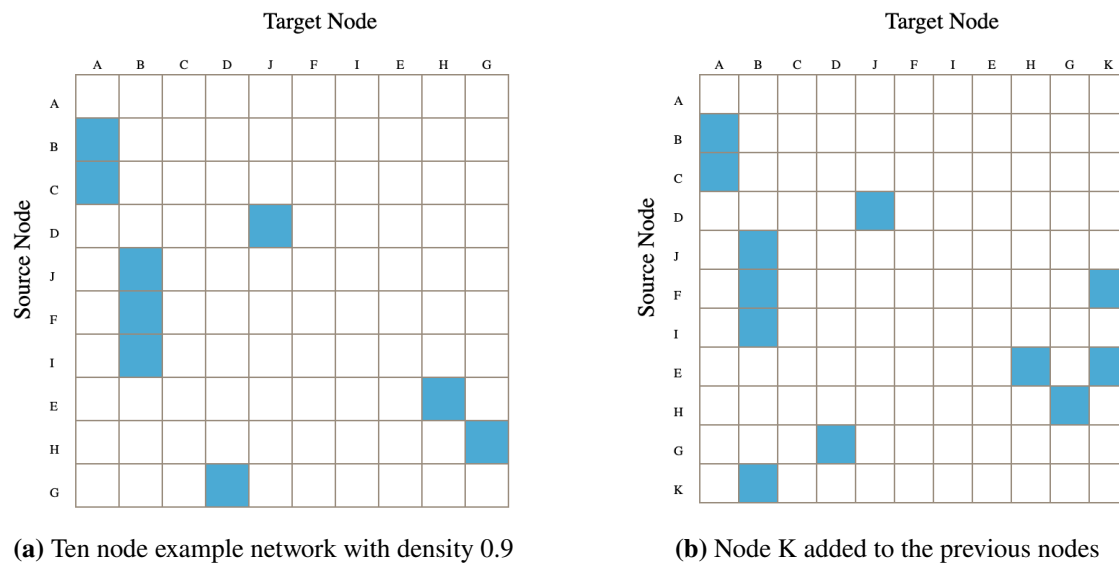 Target Node
A B C D J F I E H G
Source Node
A
B
C
D
J
F
I
E
H
G
(a) Ten node example network with density 0.9
Target Node
A B C D J F I E H G K
Source Node
A
B
C
D
J
F
I
E
H
G
K
(b) Node K added to the previous nodes